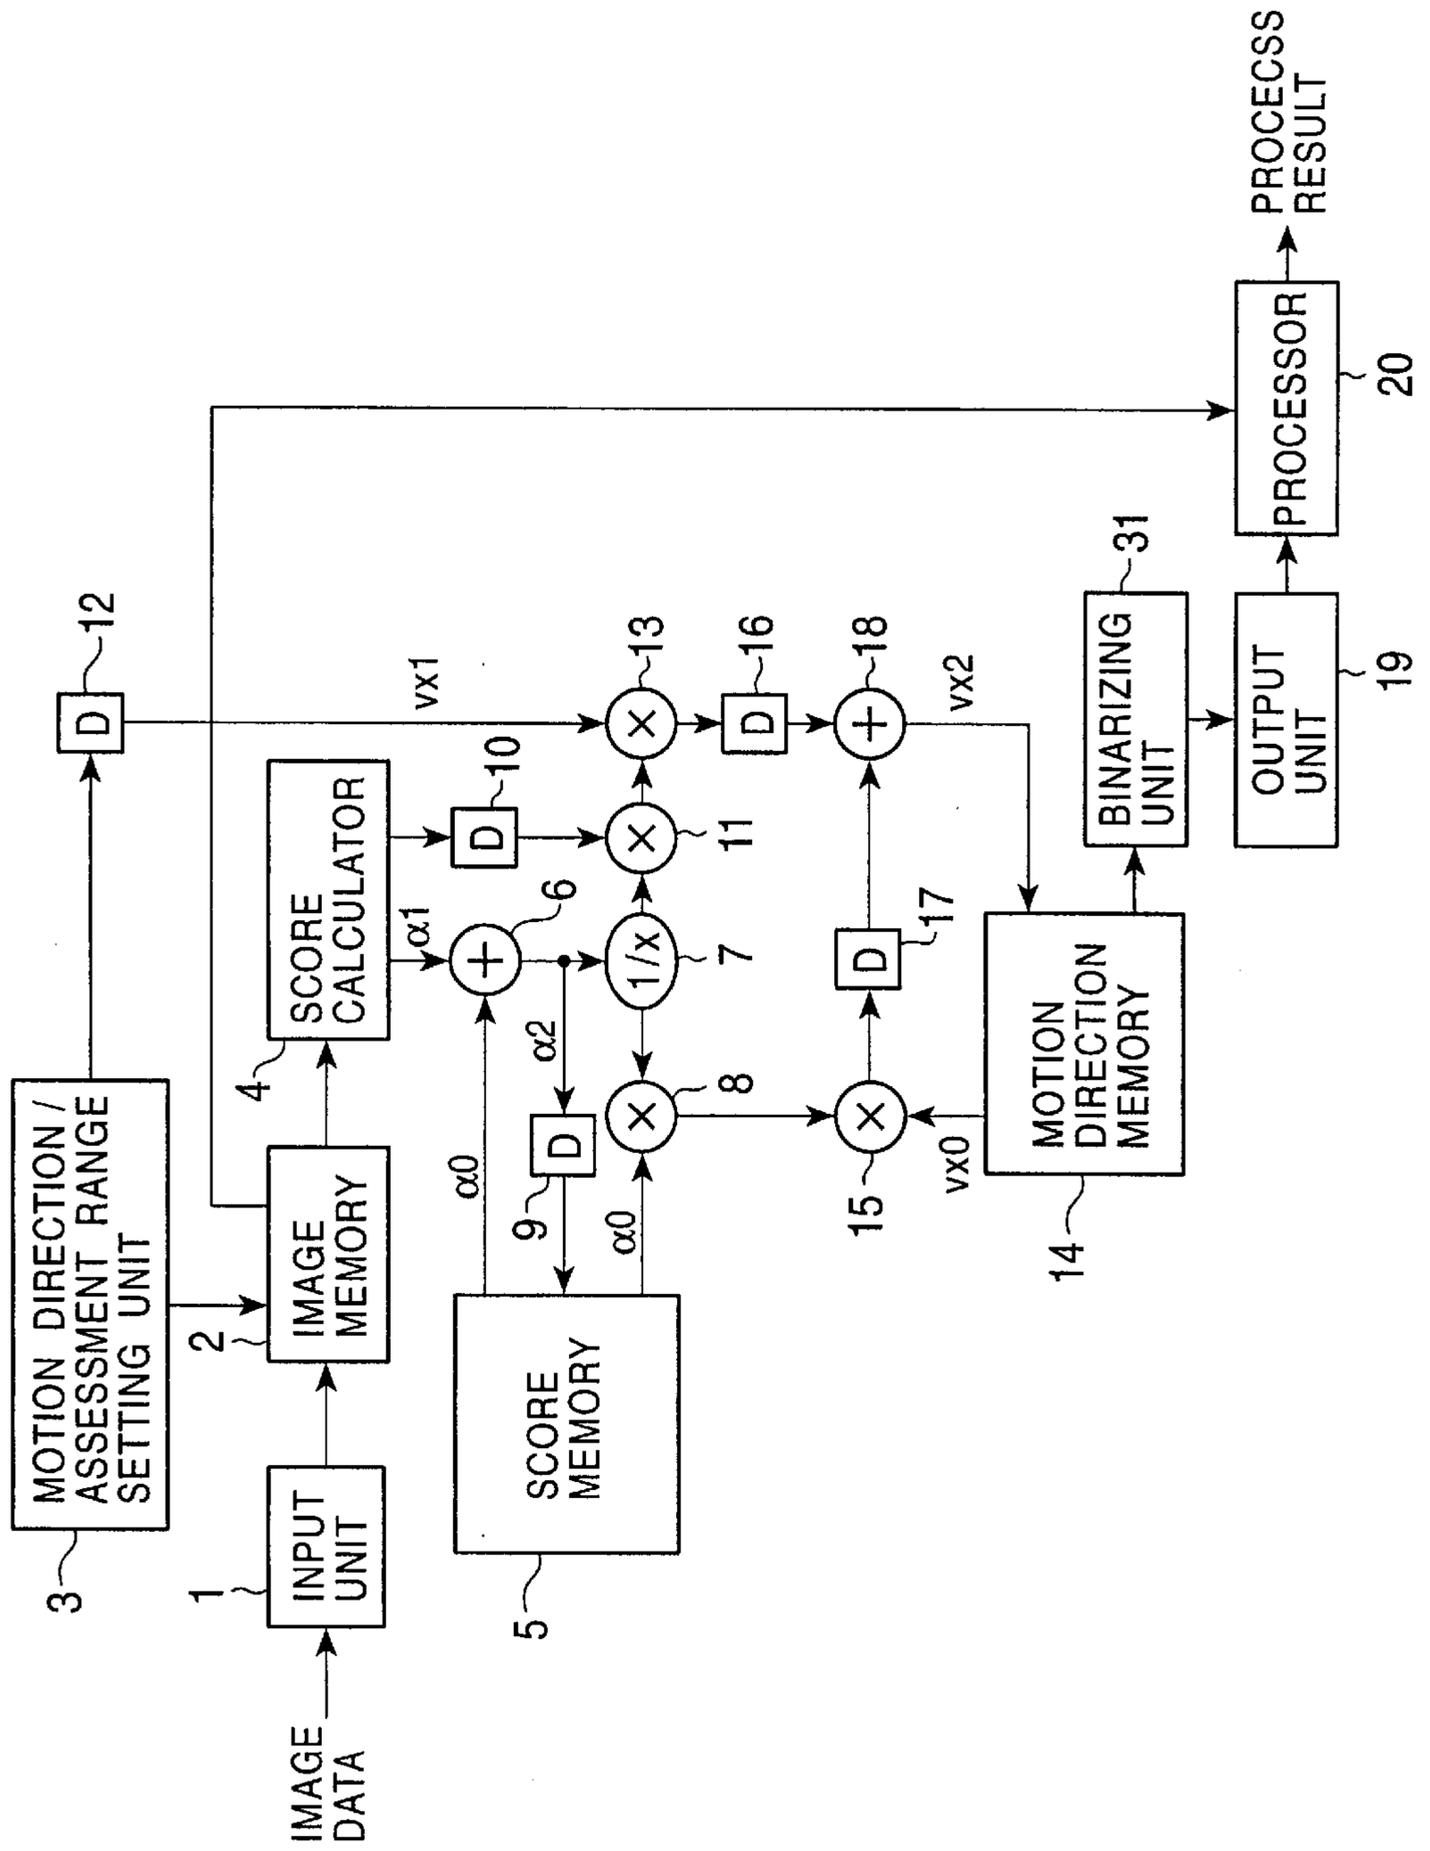 3
MOTION DIRECTION /
ASSESSMENT RANGE
SETTING UNIT
D
12
IMAGE
DATA
1
INPUT
UNIT
2
IMAGE
MEMORY
4
SCORE
CALCULATOR
α1
D
10
vx1
5
SCORE
MEMORY
α0
+
6
α2
9
D
α0
×
8
1/x
7
×
11
×
13
D
16
15
×
D
17
+
18
vx0
vx2
14
MOTION
DIRECTION
MEMORY
BINARIZING
UNIT
31
OUTPUT
UNIT
19
PROCESSOR
20
PROCECSS
RESULT